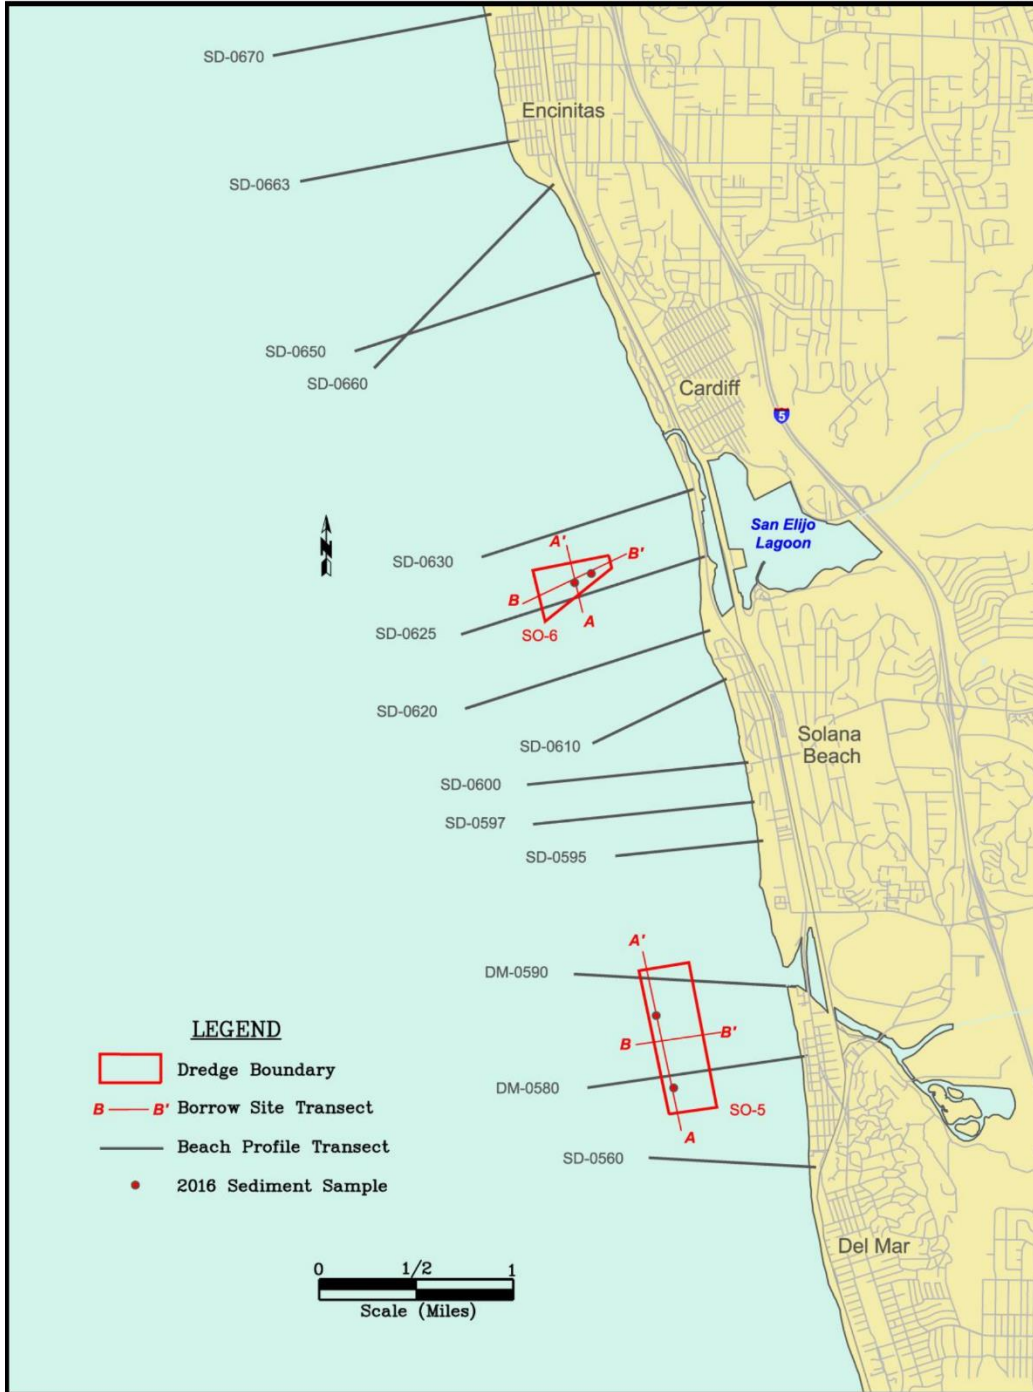 SD-0670
Encinitas
SD-0663
SD-0650
SD-0660
Cardiff
5
San Elijo
Lagoon
N
A'
B'
SD-0630
B
A
SD-0625
SO-6
SD-0620
Solana
Beach
SD-0610
SD-0600
SD-0597
SD-0595
A'
DM-0590
B
B'
DM-0580
SO-5
A
SD-0560
Del Mar
LEGEND
Dredge Boundary
B B' Borrow Site Transect
Beach Profile Transect
2016 Sediment Sample
0 1/2 1
Scale (Miles)